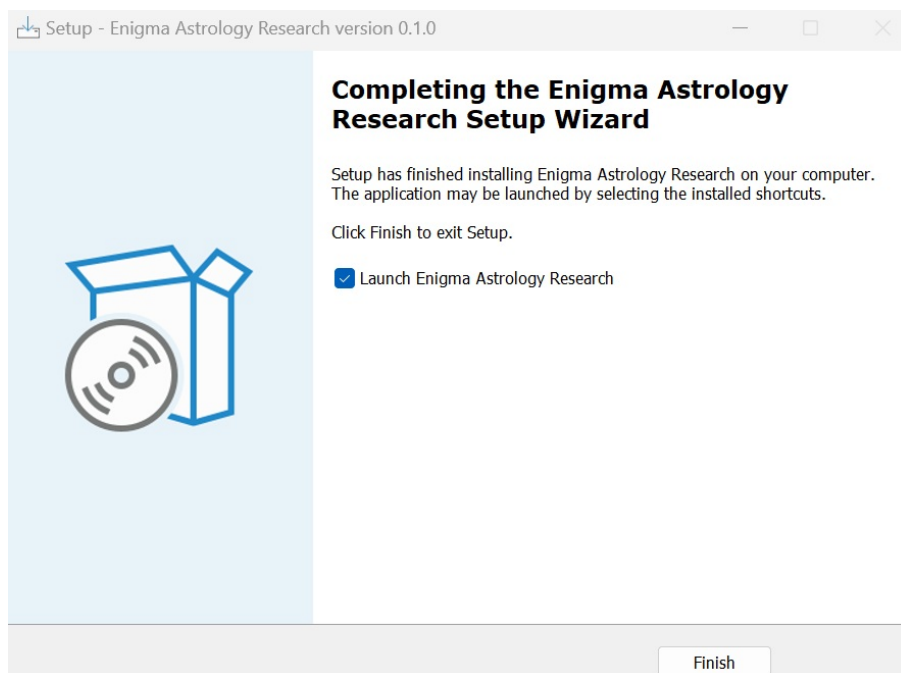 Setup - Enigma Astrology Research version 0.1.0
Completing the Enigma Astrology
Research Setup Wizard
Setup has finished installing Enigma Astrology Research on your computer.
The application may be launched by selecting the installed shortcuts.
Click Finish to exit Setup.
Launch Enigma Astrology Research
Finish